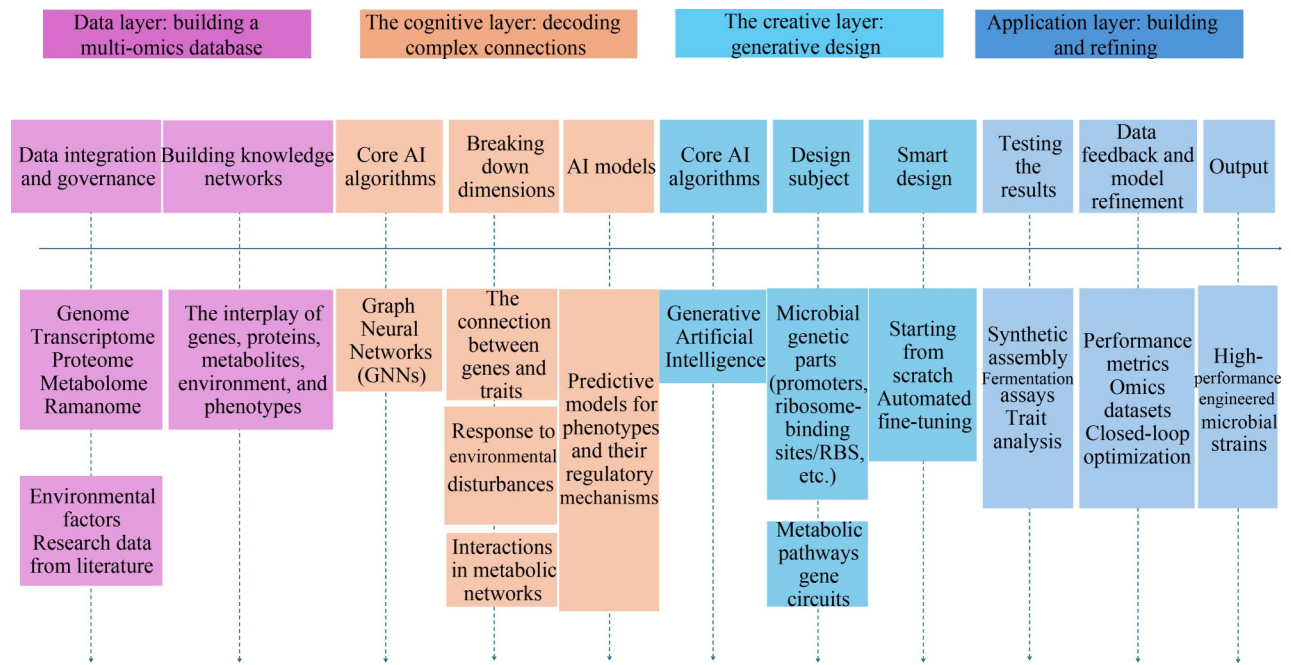 Data layer: building a
multi-omics database
The cognitive layer: decoding
complex connections
The creative layer:
generative design
Application layer: building
and refining
Data integration
and governance
Building knowledge
networks
Core AI
algorithms
Breaking
down
dimensions
AI models
Core AI
algorithms
Design
subject
Smart
design
Testing
the
results
Data
feedback and
model
refinement
Output
Genome
Transcriptome
Proteome
Metabolome
Ramanome
Environmental
factors
Research data
from literature
The interplay of
genes, proteins,
metabolites,
environment, and
phenotypes
Graph
Neural
Networks
(GNNs)
The
connection
between
genes and
traits
Response to
environmental
disturbances
Interactions
in metabolic
networks
Predictive
models for
phenotypes
and their
regulatory
mechanisms
Generative
Artificial
Intelligence
Microbial
genetic
parts
(promoters,
ribosome-
binding
sites/RBS,
etc.)
Metabolic
pathways
gene
circuits
Starting
from
scratch
Automated
fine-tuning
Synthetic
assembly
Fermentation
assays
Trait
analysis
Performance
metrics
Omics
datasets
Closed-loop
optimization
High-
performance
engineered
microbial
strains